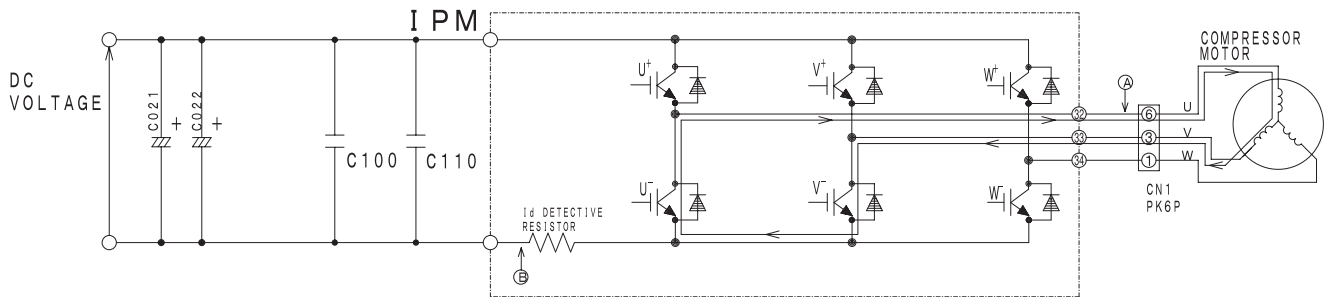 IPM
DC
VOLTAGE
C021
+
C022
+
C100
C110
U+
V+
W+
U-
V-
W-
Id DETECTIVE
RESISTOR
B
A
32
33
34
6
3
1
U
V
W
CN1
PK6P
COMPRESSOR
MOTOR